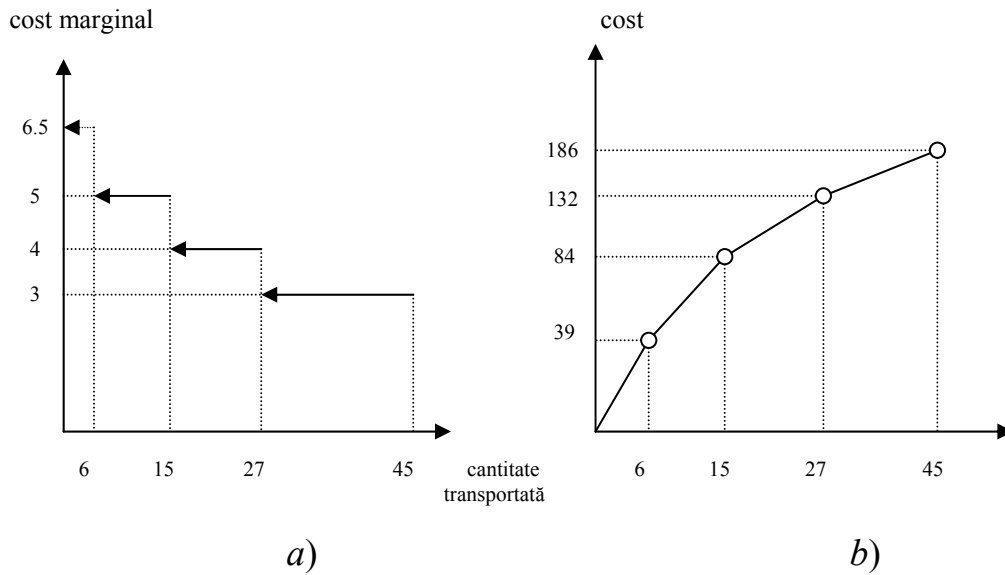 cost marginal
6.5
5
4
3
6 15 27 45
cantitate
transportată
a)
cost
186
132
84
39
6 15 27 45
b)